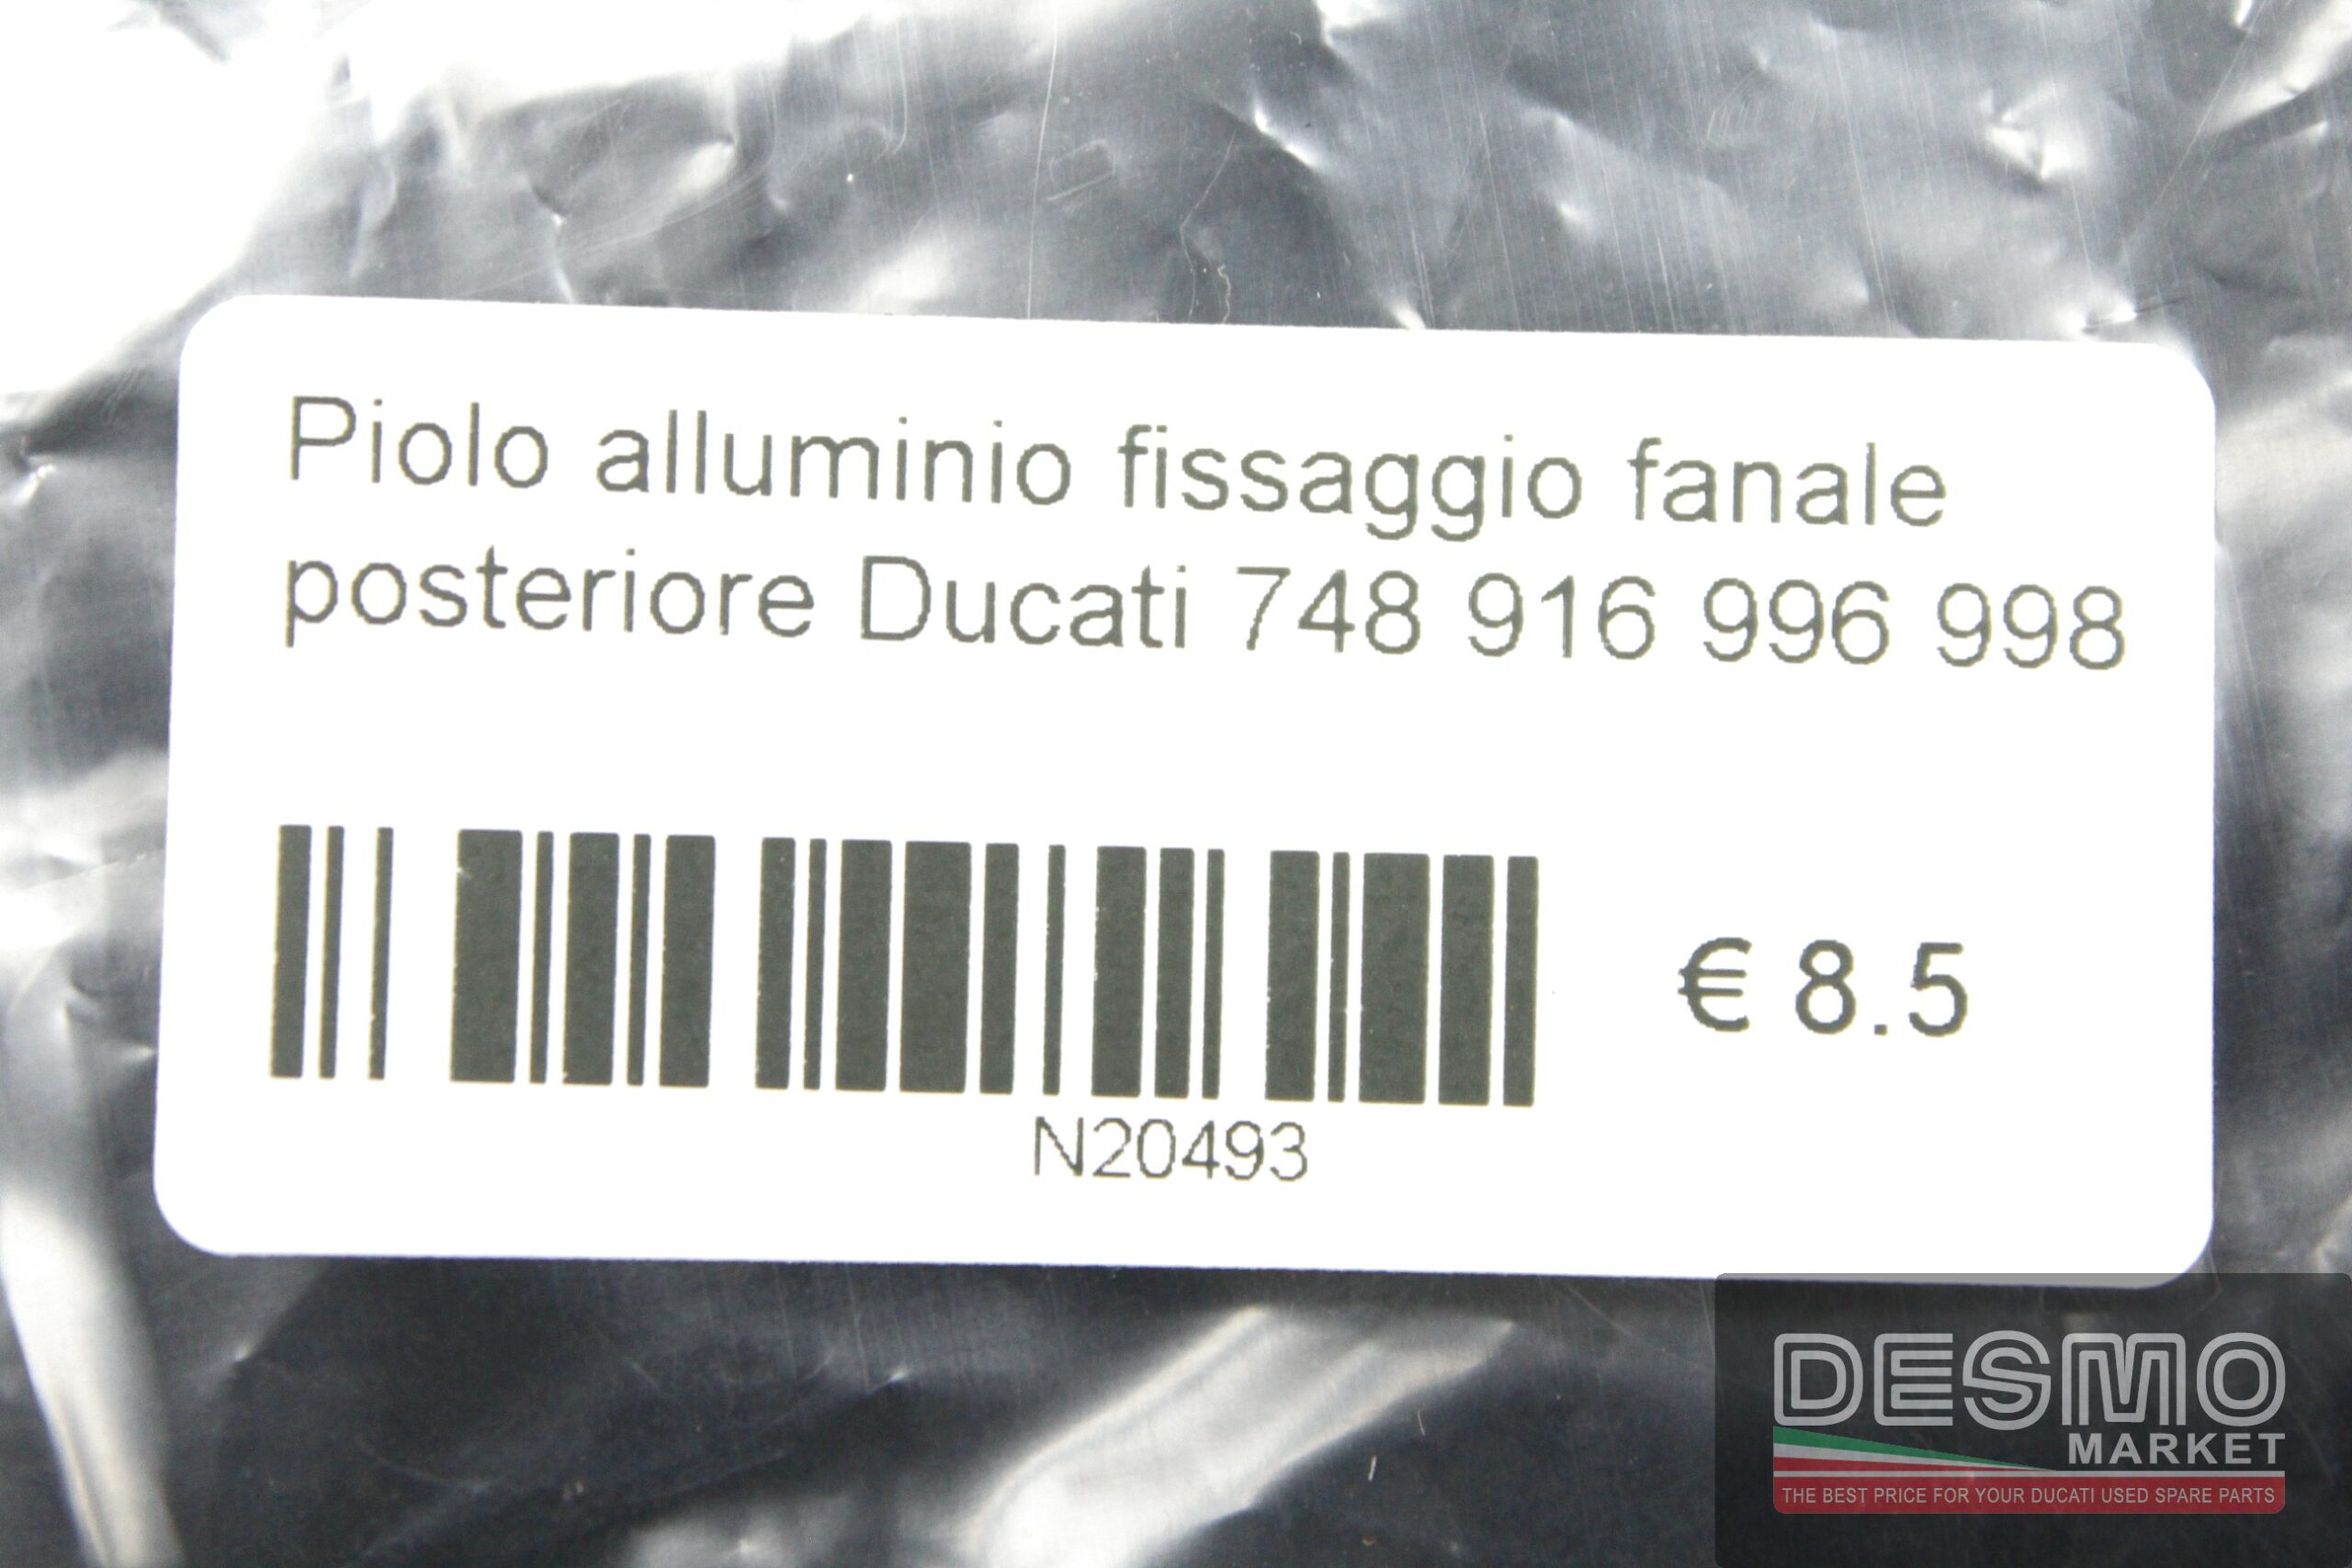 Piolo alluminio fissaggio fanale
posteriore Ducati 748 916 996 998
€ 8.5
N20493
DESMO
MARKET
THE BEST PRICE FOR YOUR DUCATI USED SPARE PARTS